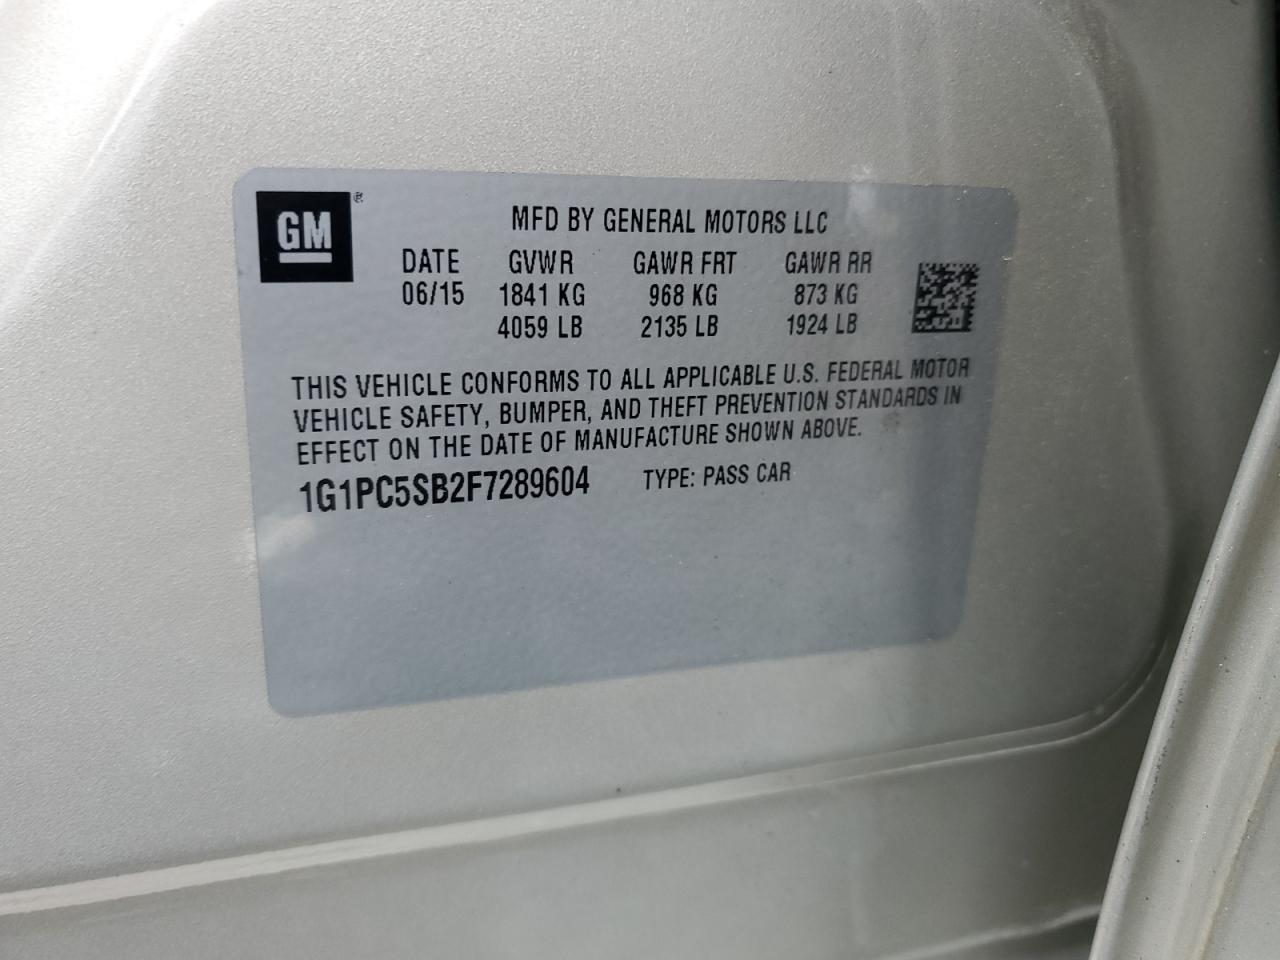 GM®
MFD BY GENERAL MOTORS LLC
DATE GVWR GAWR FRT GAWR RR
06/15 1841 KG 968 KG 873 KG
4059 LB 2135 LB 1924 LB
THIS VEHICLE CONFORMS TO ALL APPLICABLE U.S. FEDERAL MOTOR
VEHICLE SAFETY, BUMPER, AND THEFT PREVENTION STANDARDS IN
EFFECT ON THE DATE OF MANUFACTURE SHOWN ABOVE.
1G1PC5SB2F7289604 TYPE: PASS CAR